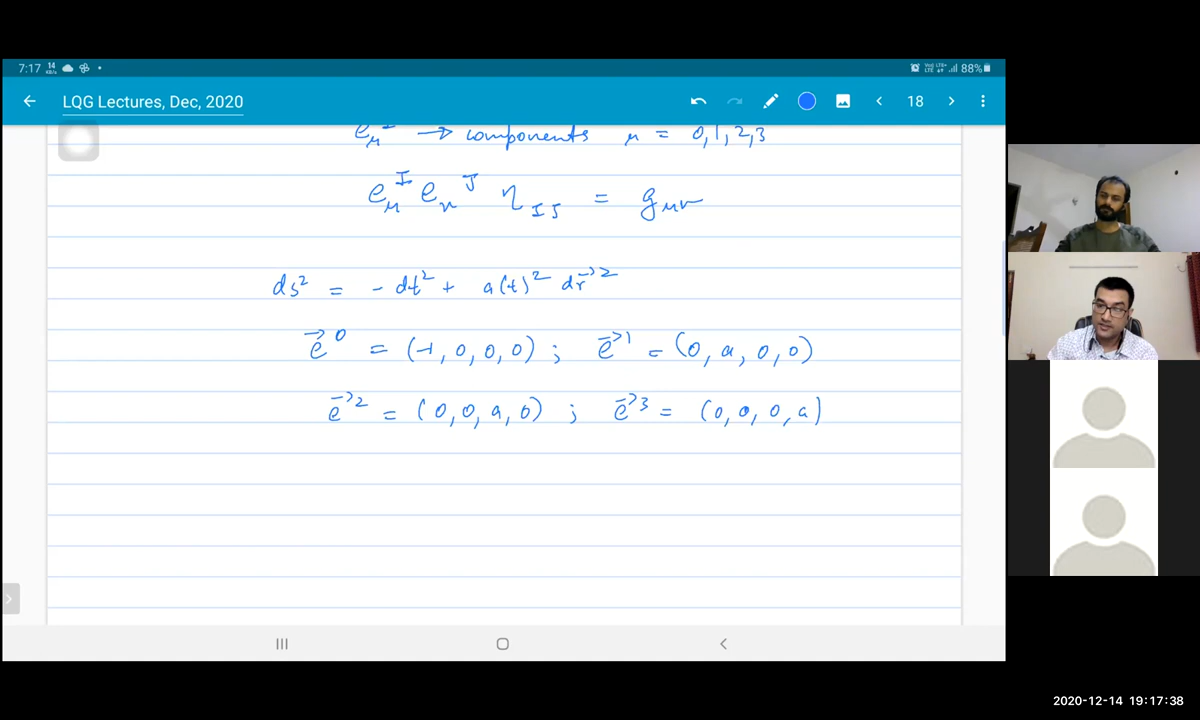 7:17 14 KB/s 88%
LQG Lectures, Dec, 2020 18
e_μ^I → components μ = 0,1,2,3
e_μ^I e_ν^J η_IJ = g_μν
ds² = - dt² + a(t)² dr⃗²
e⃗⁰ = (-1, 0, 0, 0) ; e⃗¹ = (0, a, 0, 0)
e⃗² = (0, 0, a, 0) ; e⃗³ = (0, 0, 0, a)
2020-12-14 19:17:38